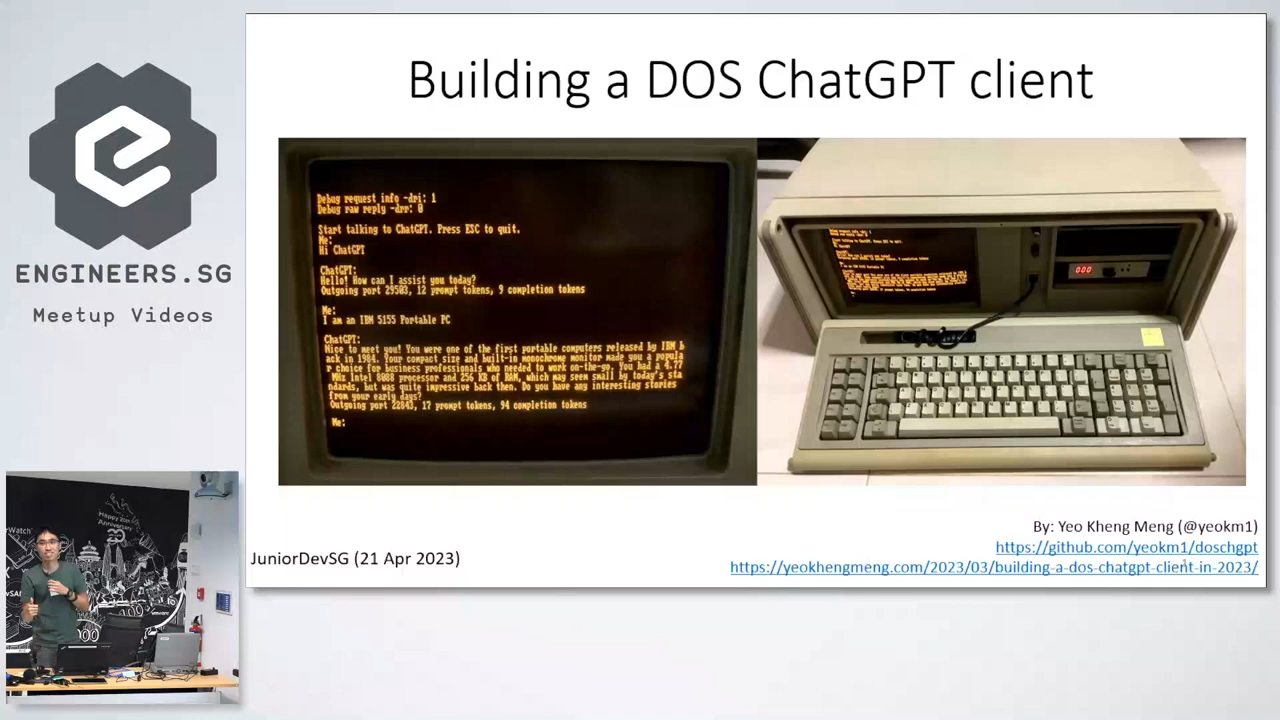 Building a DOS ChatGPT client
ENGINEERS.SG
Meetup Videos
Debug request info -dri: 1
Debug raw reply -drr: 0
Start talking to ChatGPT. Press ESC to quit.
Me:
Hi ChatGPT
ChatGPT:
Hello! How can I assist you today?
Outgoing port 29503, 12 prompt tokens, 9 completion tokens
Me:
I am an IBM 5155 Portable PC
ChatGPT:
Nice to meet you! You were one of the first portable computers released by IBM b
ack in 1984. Your compact size and built-in monochrome monitor made you a popula
r choice for business professionals who needed to work on-the-go. You had a 4.77
MHz Intel 8088 processor and 256 KB of RAM, which may seem small by today's sta
ndards, but was quite impressive back then. Do you have any interesting stories
from your early days?
Outgoing port 22843, 17 prompt tokens, 94 completion tokens
Me:
000
By: Yeo Kheng Meng (@yeokm1)
https://github.com/yeokm1/doschgpt
JuniorDevSG (21 Apr 2023)
https://yeokhengmeng.com/2023/03/building-a-dos-chatgpt-client-in-2023/
Happy 20th
Anniversary
20